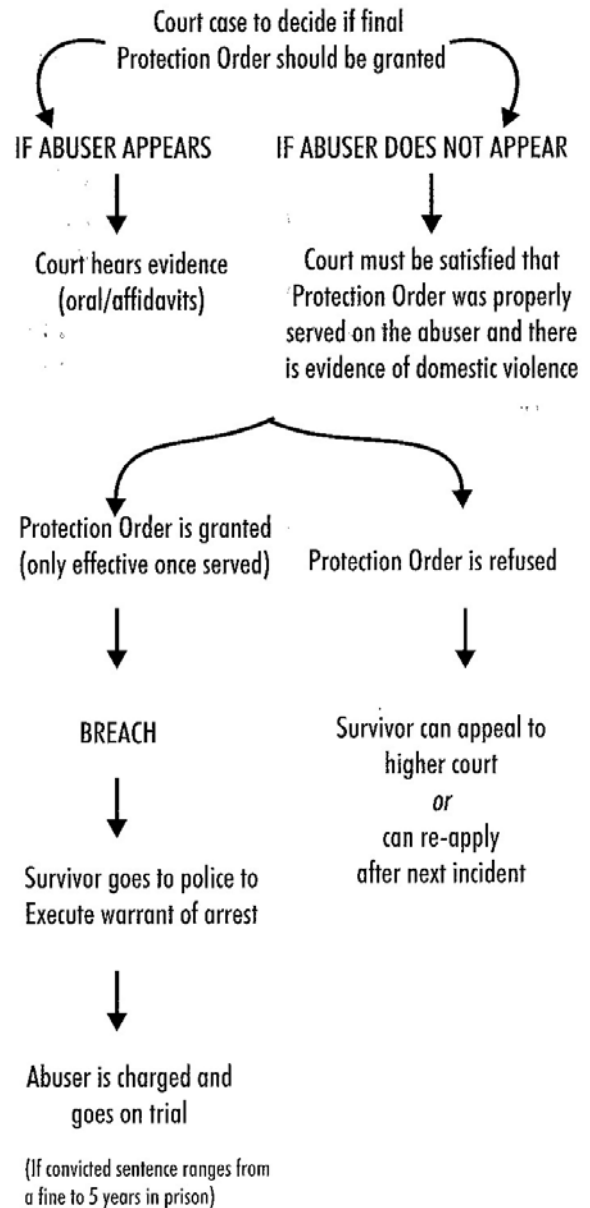 Court case to decide if final
Protection Order should be granted
IF ABUSER APPEARS
IF ABUSER DOES NOT APPEAR
Court hears evidence
(oral/affidavits)
Court must be satisfied that
Protection Order was properly
served on the abuser and there
is evidence of domestic violence
Protection Order is granted
(only effective once served)
Protection Order is refused
BREACH
Survivor can appeal to
higher court
or
can re-apply
after next incident
Survivor goes to police to
Execute warrant of arrest
Abuser is charged and
goes on trial
(If convicted sentence ranges from
a fine to 5 years in prison)